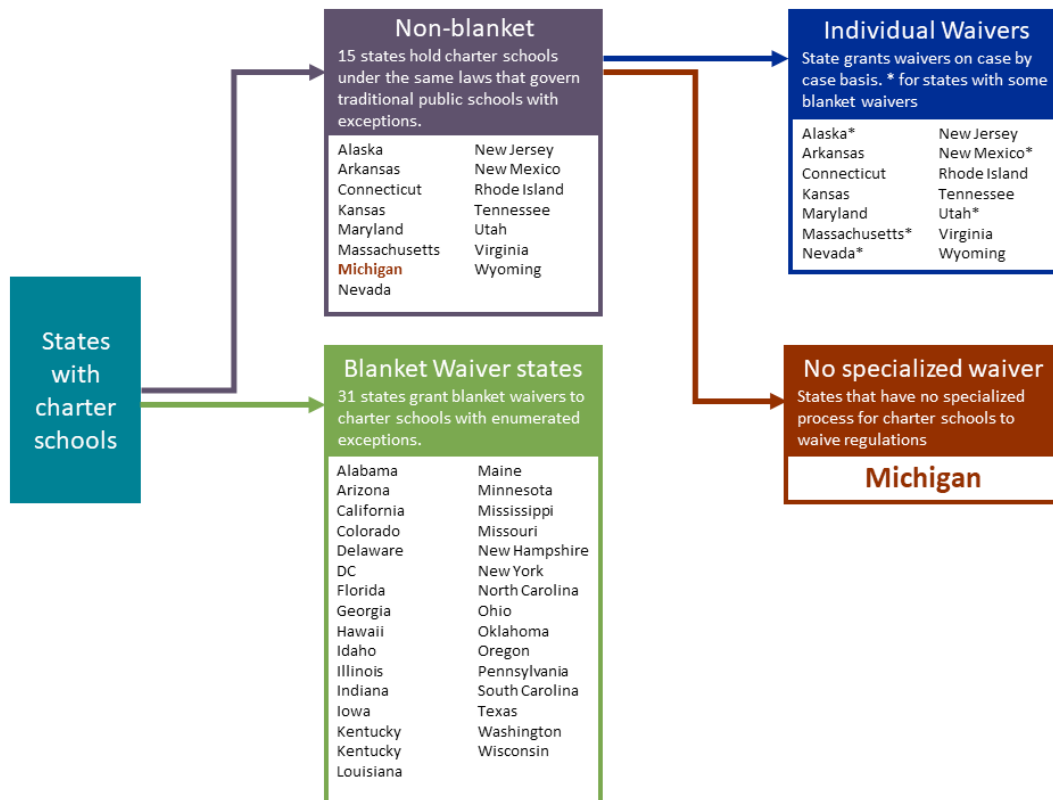 States
with
charter
schools
Non-blanket
15 states hold charter schools
under the same laws that govern
traditional public schools with
exceptions.
Alaska
Arkansas
Connecticut
Kansas
Maryland
Massachusetts
Michigan
Nevada
New Jersey
New Mexico
Rhode Island
Tennessee
Utah
Virginia
Wyoming
Blanket Waiver states
31 states grant blanket waivers to
charter schools with enumerated
exceptions.
Alabama
Arizona
California
Colorado
Delaware
DC
Florida
Georgia
Hawaii
Idaho
Illinois
Indiana
Iowa
Kentucky
Kentucky
Louisiana
Maine
Minnesota
Mississippi
Missouri
New Hampshire
New York
North Carolina
Ohio
Oklahoma
Oregon
Pennsylvania
South Carolina
Texas
Washington
Wisconsin
Individual Waivers
State grants waivers on case by
case basis. * for states with some
blanket waivers
Alaska*
Arkansas
Connecticut
Kansas
Maryland
Massachusetts*
Nevada*
New Jersey
New Mexico*
Rhode Island
Tennessee
Utah*
Virginia
Wyoming
No specialized waiver
States that have no specialized
process for charter schools to
waive regulations
Michigan